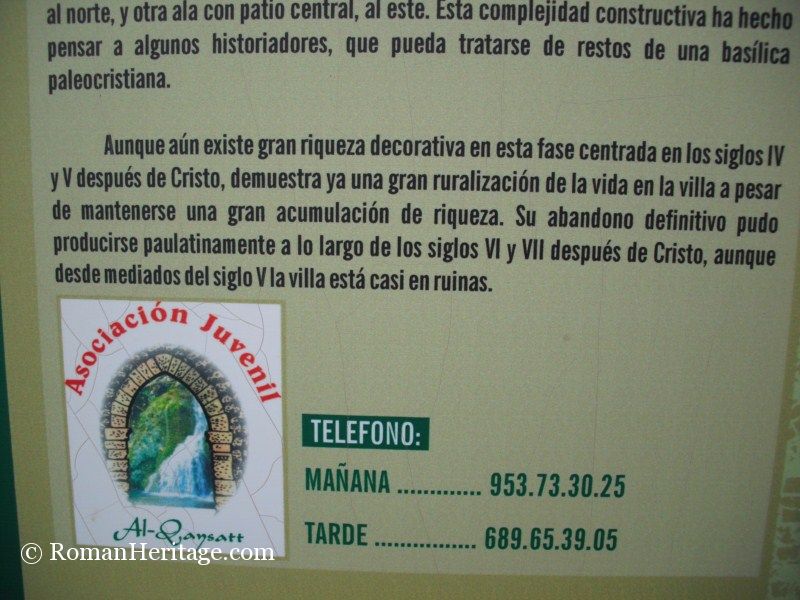 al norte, y otra ala con patio central, al este. Esta complejidad constructiva ha hecho
pensar a algunos historiadores, que pueda tratarse de restos de una basílica
paleocristiana.
Aunque aún existe gran riqueza decorativa en esta fase centrada en los siglos IV
y V después de Cristo, demuestra ya una gran ruralización de la vida en la villa a pesar
de mantenerse una gran acumulación de riqueza. Su abandono definitivo pudo
producirse paulatinamente a lo largo de los siglos VI y VII después de Cristo, aunque
desde mediados del siglo V la villa está casi en ruinas.
Asociación Juvenil
Al-Qaysatt
TELEFONO:
MAÑANA ............. 953.73.30.25
TARDE ................ 689.65.39.05
© RomanHeritage.com